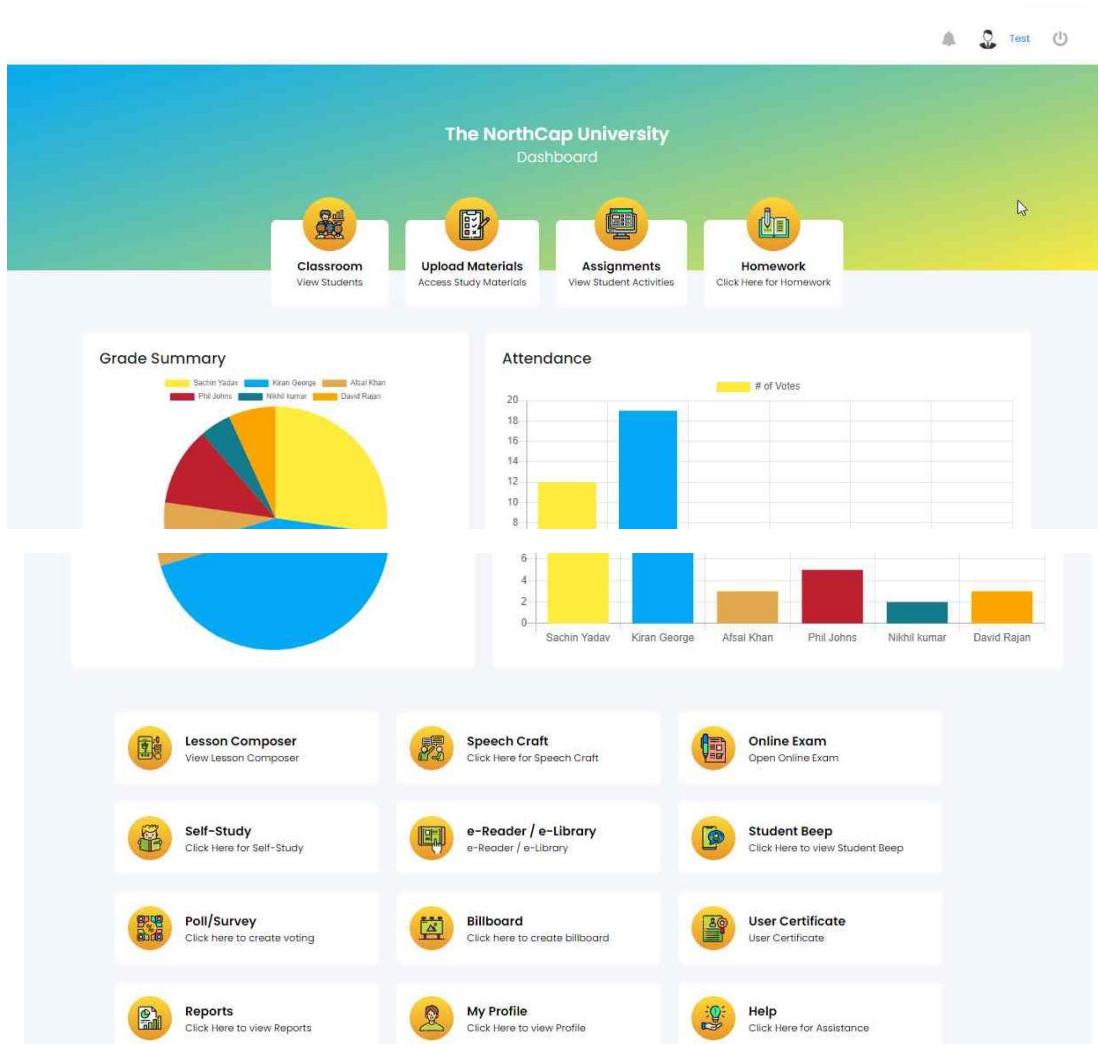 Test
The NorthCap University
Dashboard
Classroom
View Students
Upload Materials
Access Study Materials
Assignments
View Student Activities
Homework
Click Here for Homework
Grade Summary
Sachin Yadav Kiran George Afsal Khan
Phil Johns Nikhil kumar David Rajan
Attendance
# of Votes
20
18
16
14
12
10
8
6
4
2
0
Sachin Yadav Kiran George Afsal Khan Phil Johns Nikhil kumar David Rajan
Lesson Composer
View Lesson Composer
Speech Craft
Click Here for Speech Craft
Online Exam
Open Online Exam
Self-Study
Click Here for Self-Study
e-Reader / e-Library
e-Reader / e-Library
Student Beep
Click Here to view Student Beep
Poll/Survey
Click here to create voting
Billboard
Click here to create billboard
User Certificate
User Certificate
Reports
Click Here to view Reports
My Profile
Click Here to view Profile
Help
Click Here for Assistance